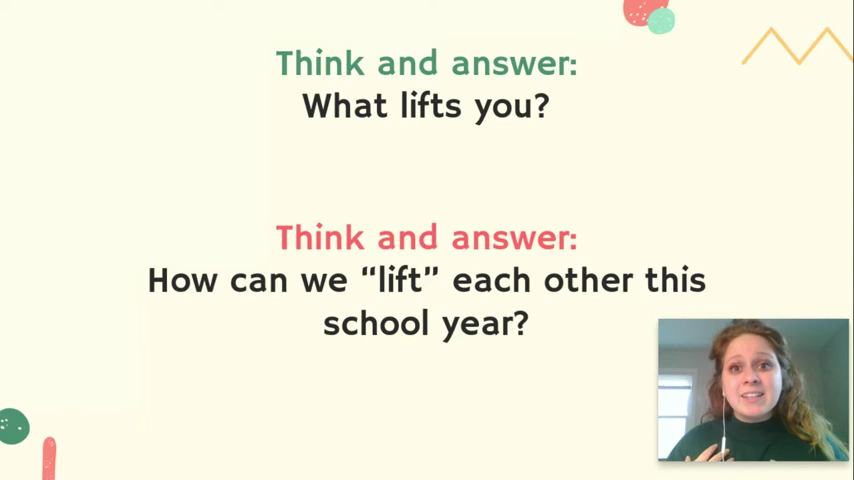 Think and answer:
What lifts you?
Think and answer:
How can we “lift” each other this
school year?